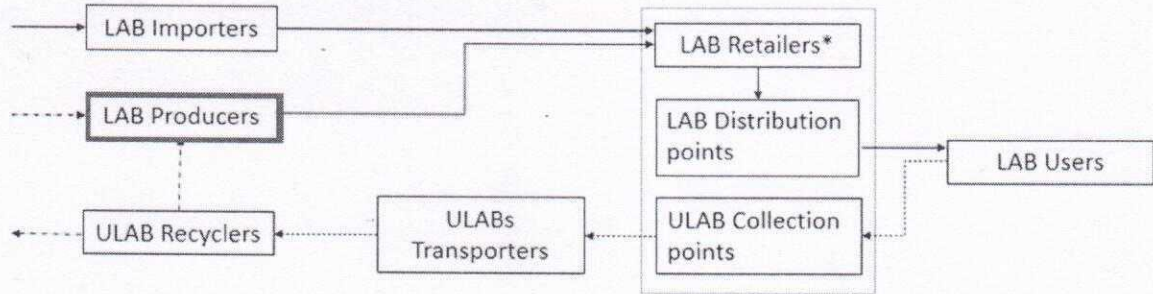 LAB Importers
LAB Retailers*
LAB Producers
LAB Distribution
points
LAB Users
ULAB Recyclers
ULABs
Transporters
ULAB Collection
points